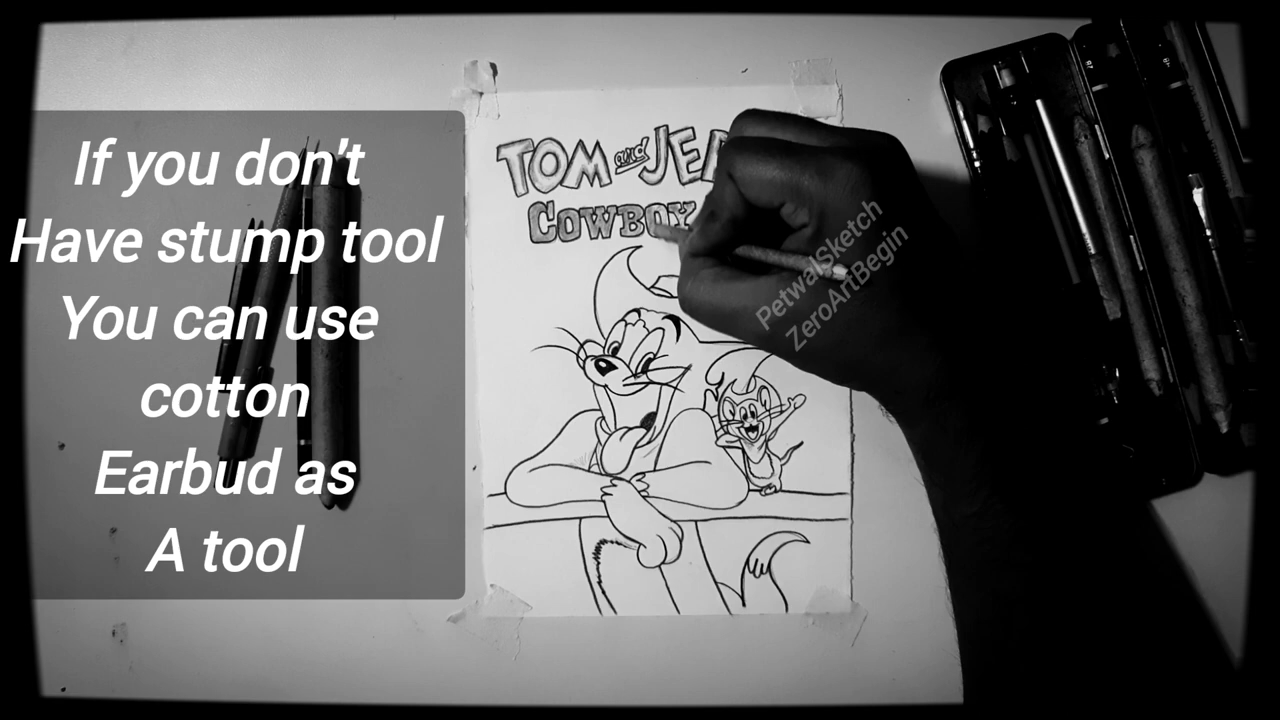 If you don't
Have stump tool
You can use
cotton
Earbud as
A tool
TOM and JER
COWBOY
PetwalSketch
ZeroArtBegin